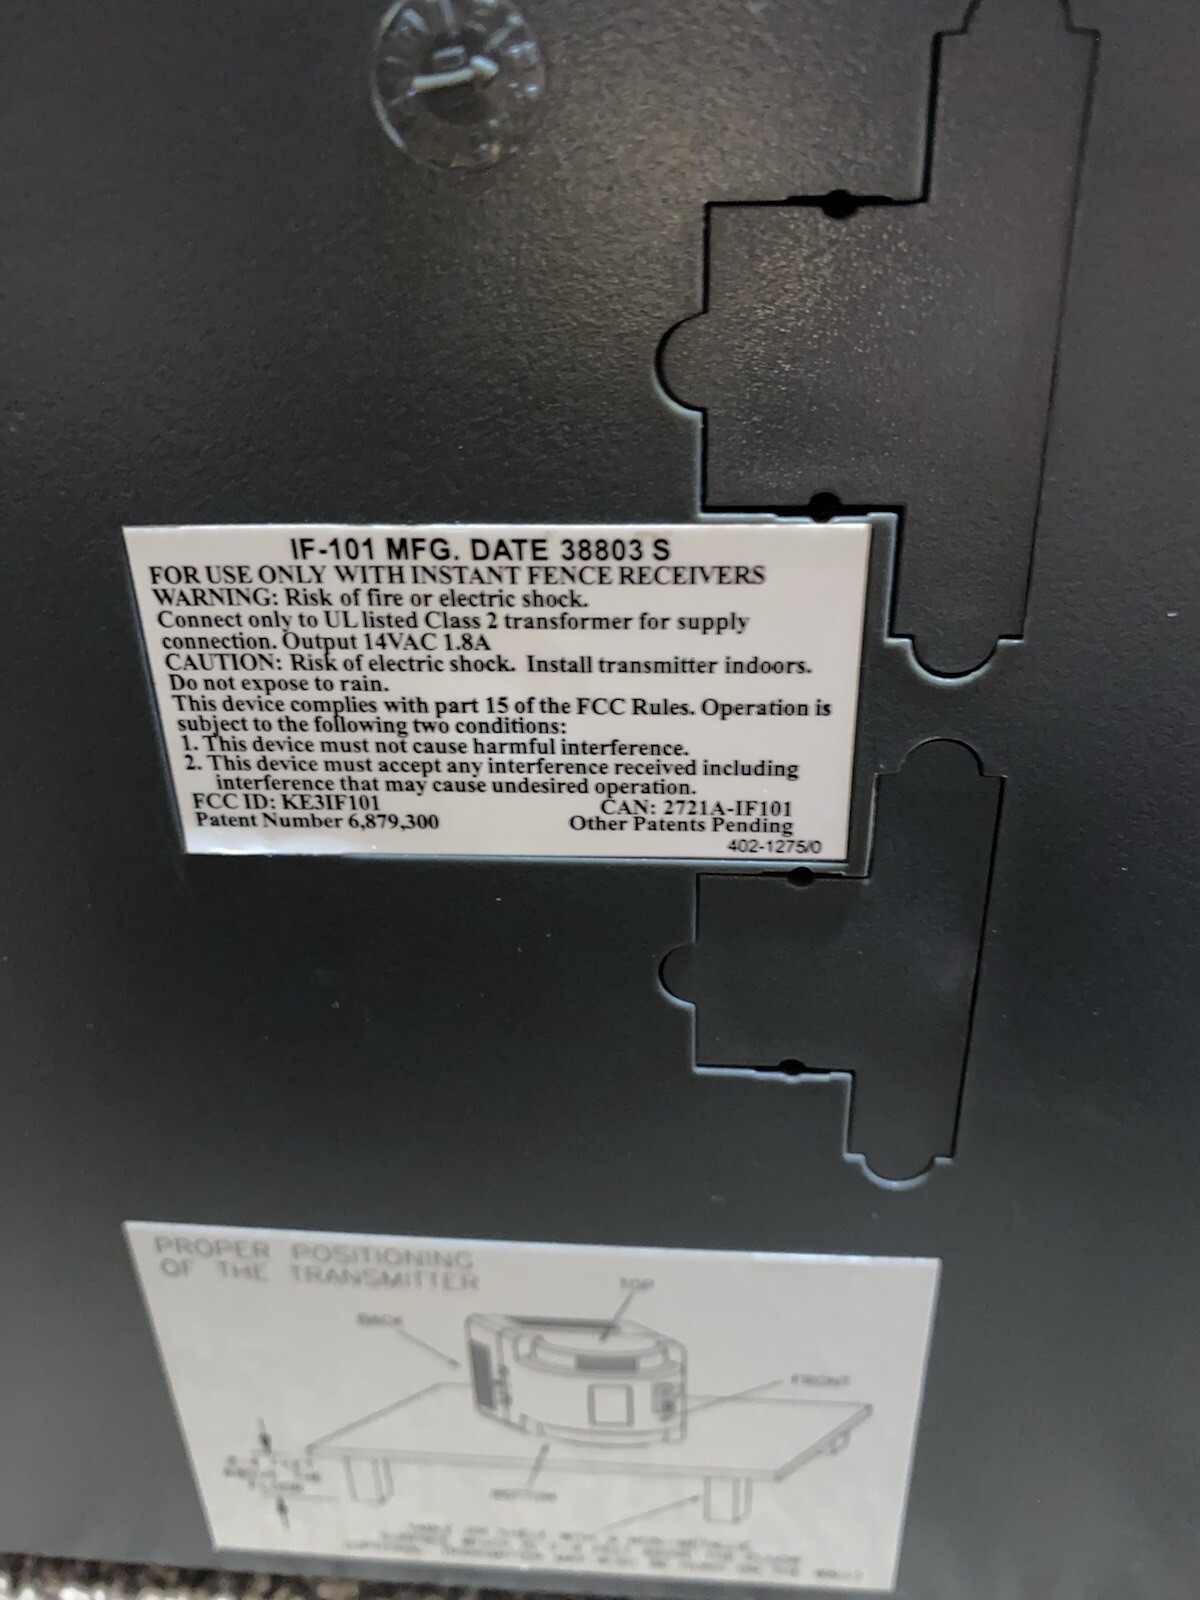 IF-101 MFG. DATE 38803 S
FOR USE ONLY WITH INSTANT FENCE RECEIVERS
WARNING: Risk of fire or electric shock.
Connect only to UL listed Class 2 transformer for supply
connection. Output 14VAC 1.8A
CAUTION: Risk of electric shock. Install transmitter indoors.
Do not expose to rain.
This device complies with part 15 of the FCC Rules. Operation is
subject to the following two conditions:
1. This device must not cause harmful interference.
2. This device must accept any interference received including
interference that may cause undesired operation.
FCC ID: KE3IF101 CAN: 2721A-IF101
Patent Number 6,879,300 Other Patents Pending
402-1275/0
PROPER POSITIONING
OF THE TRANSMITTER
TOP
BACK
FRONT
BOTTOM